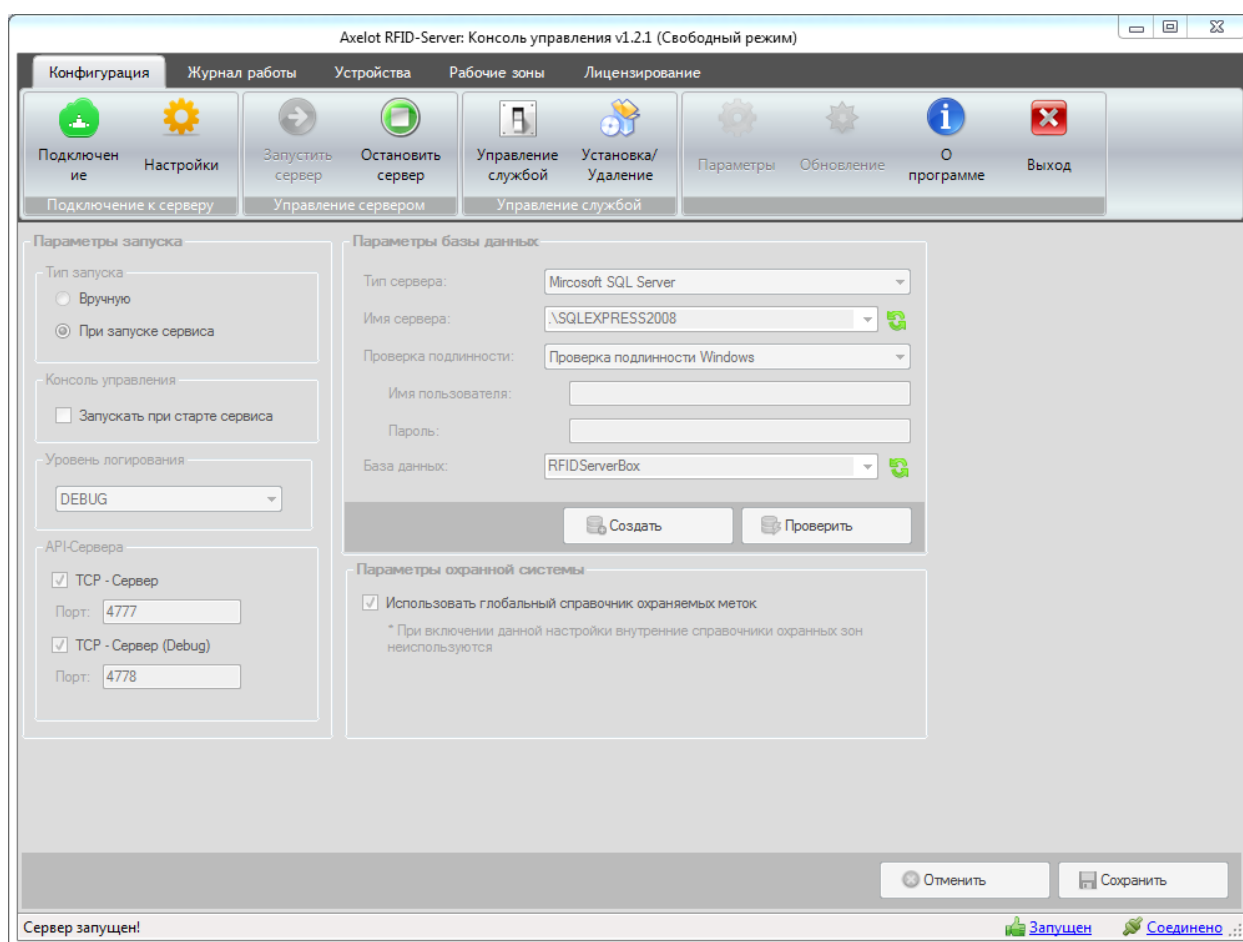 Axelot RFID-Server: Консоль управления v1.2.1 (Свободный режим)
Конфигурация Журнал работы Устройства Рабочие зоны Лицензирование
Подключен
ие
Настройки
Запустить
сервер
Остановить
сервер
Управление
службой
Установка/
Удаление
Параметры
Обновление
О
программе
Выход
Подключение к серверу
Управление сервером
Управление службой
Параметры запуска
Тип запуска
Вручную
При запуске сервиса
Консоль управления
Запускать при старте сервиса
Уровень логирования
DEBUG
API-Сервера
TCP - Сервер
Порт: 4777
TCP - Сервер (Debug)
Порт: 4778
Параметры базы данных
Тип сервера: Mircosoft SQL Server
Имя сервера: .\SQLEXPRESS2008
Проверка подлинности: Проверка подлинности Windows
Имя пользователя:
Пароль:
База данных: RFIDServerBox
Создать Проверить
Параметры охранной системы
Использовать глобальный справочник охраняемых меток
* При включении данной настройки внутренние справочники охранных зон
неиспользуются
Отменить Сохранить
Сервер запущен! Запущен Соединено